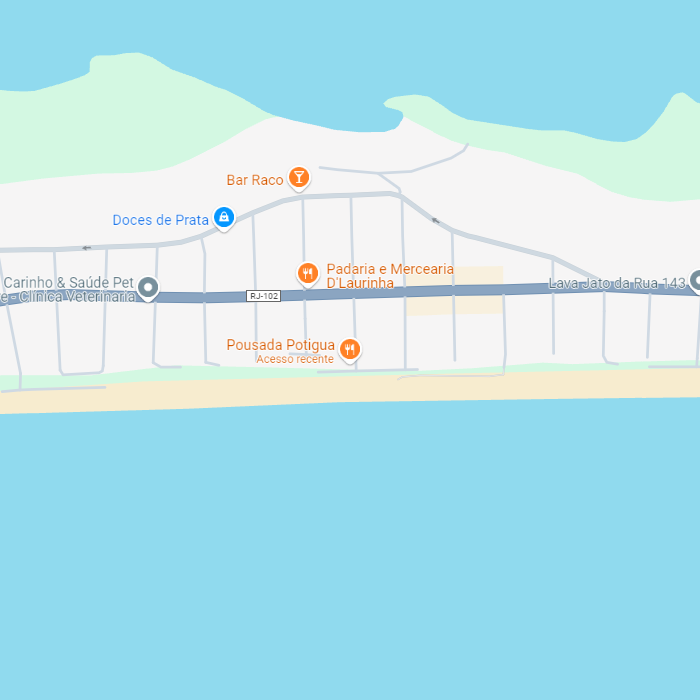 Bar Raco
Doces de Prata
Padaria e Mercearia
D'Laurinha
Carinho & Saúde Pet
e - Clínica Veterinária
Lava Jato da Rua 143
RJ-102
Pousada Potigua
Acesso recente